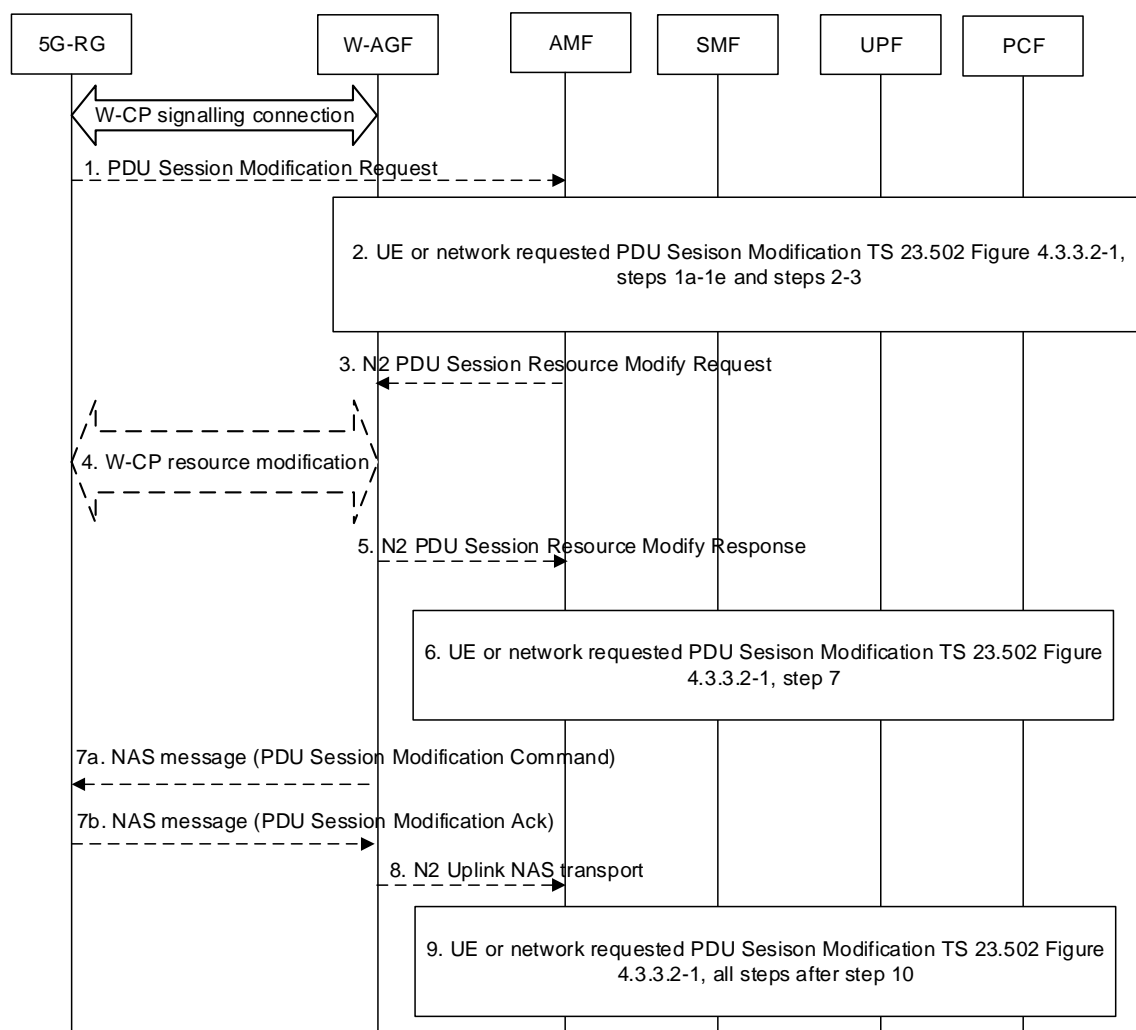 5G-RG
W-AGF
AMF
SMF
UPF
PCF
W-CP signalling connection
1. PDU Session Modification Request
2. UE or network requested PDU Sesison Modification TS 23.502 Figure 4.3.3.2-1,
steps 1a-1e and steps 2-3
3. N2 PDU Session Resource Modify Request
4. W-CP resource modification
5. N2 PDU Session Resource Modify Response
6. UE or network requested PDU Sesison Modification TS 23.502 Figure
4.3.3.2-1, step 7
7a. NAS message (PDU Session Modification Command)
7b. NAS message (PDU Session Modification Ack)
8. N2 Uplink NAS transport
9. UE or network requested PDU Sesison Modification TS 23.502 Figure
4.3.3.2-1, all steps after step 10